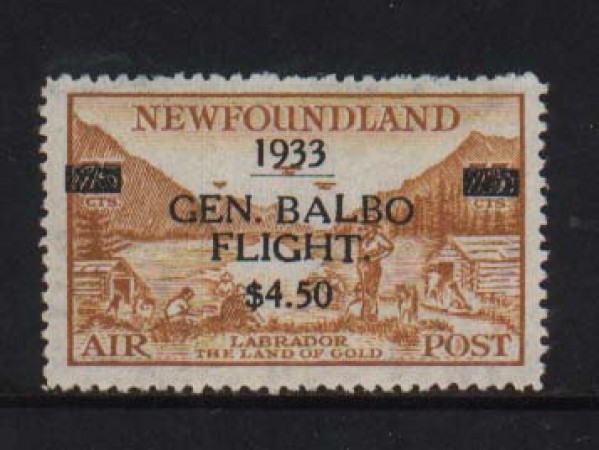 NEWFOUNDLAND
1933
CTS.
CTS.
GEN. BALBO
FLIGHT.
$4.50
LABRADOR
AIR POST
THE LAND OF GOLD